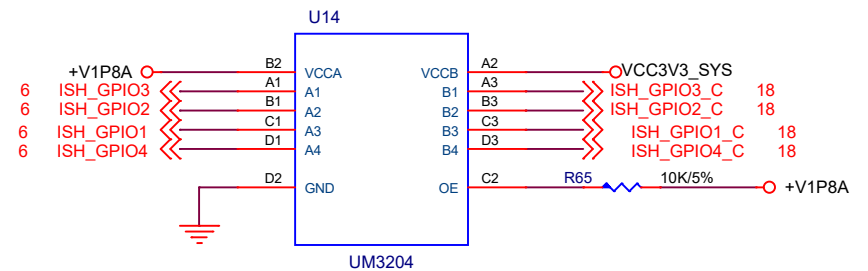 U14
+V1P8A B2 VCCA VCCB A2 VCC3V3_SYS
6 ISH_GPIO3 A1 A1 B1 A3 ISH_GPIO3_C 18
6 ISH_GPIO2 B1 A2 B2 B3 ISH_GPIO2_C 18
6 ISH_GPIO1 C1 A3 B3 C3 ISH_GPIO1_C 18
6 ISH_GPIO4 D1 A4 B4 D3 ISH_GPIO4_C 18
D2 GND OE C2 R65 10K/5% +V1P8A
UM3204